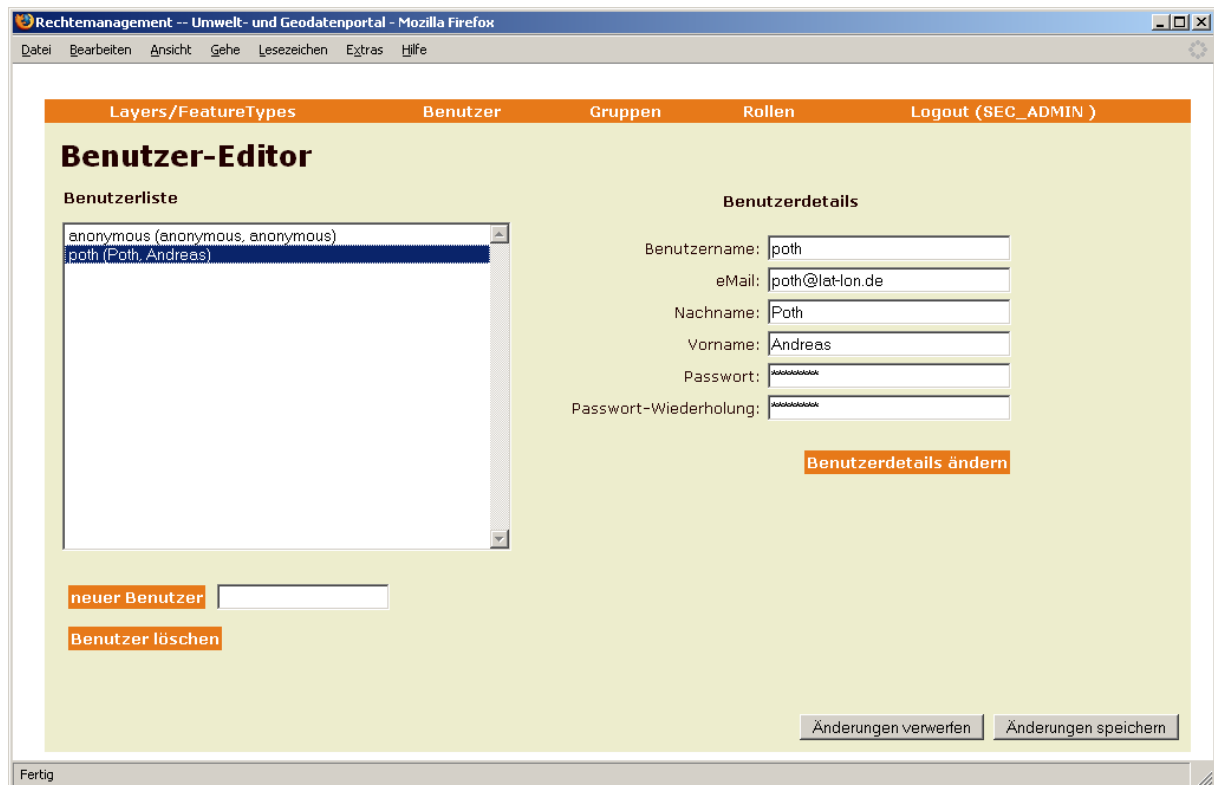 Rechtemanagement -- Umwelt- und Geodatenportal - Mozilla Firefox
Datei Bearbeiten Ansicht Gehe Lesezeichen Extras Hilfe
Layers/FeatureTypes Benutzer Gruppen Rollen Logout (SEC_ADMIN )
Benutzer-Editor
Benutzerliste
anonymous (anonymous, anonymous)
poth (Poth, Andreas)
neuer Benutzer
Benutzer löschen
Benutzerdetails
Benutzername: poth
eMail: poth@lat-lon.de
Nachname: Poth
Vorname: Andreas
Passwort: *********
Passwort-Wiederholung: *********
Benutzerdetails ändern
Änderungen verwerfen Änderungen speichern
Fertig